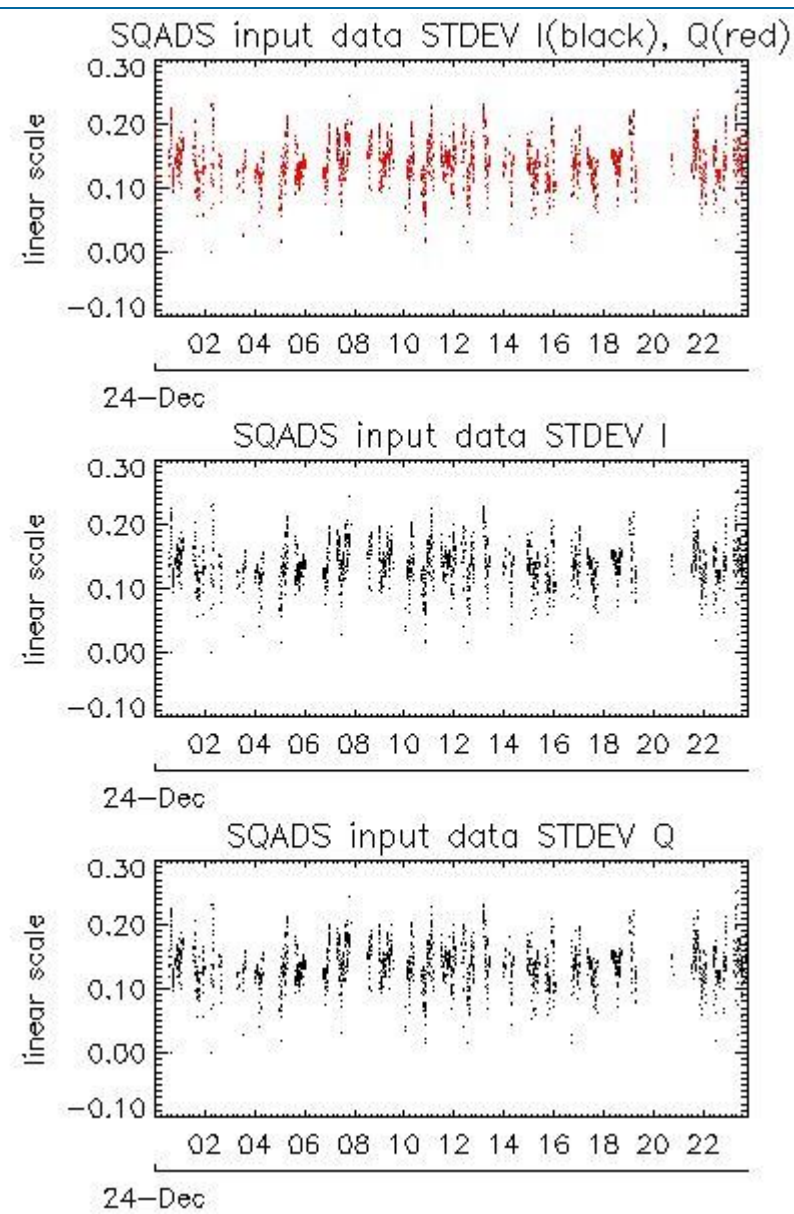 SQADS input data STDEV I(black), Q(red)
0.30
0.20
0.10
0.00
−0.10
linear scale
02 04 06 08 10 12 14 16 18 20 22
24−Dec
SQADS input data STDEV I
0.30
0.20
0.10
0.00
−0.10
linear scale
02 04 06 08 10 12 14 16 18 20 22
24−Dec
SQADS input data STDEV Q
0.30
0.20
0.10
0.00
−0.10
linear scale
02 04 06 08 10 12 14 16 18 20 22
24−Dec